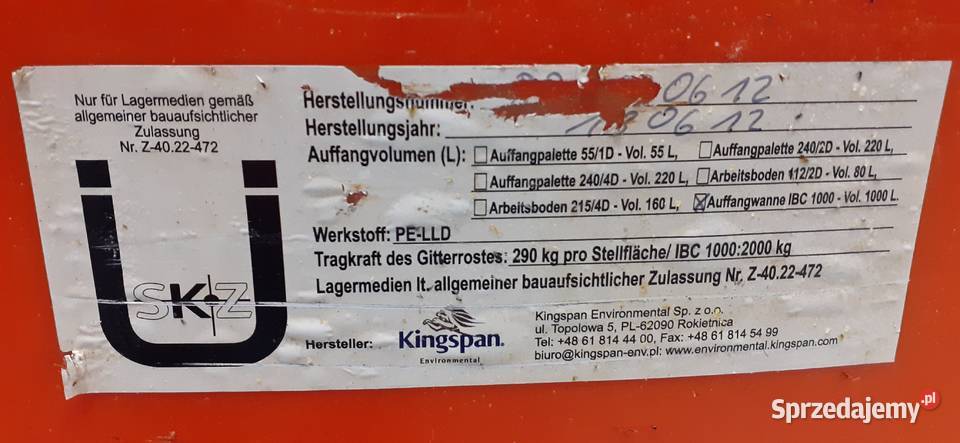 Nur für Lagermedien gemäß
allgemeiner bauaufsichtlicher
Zulassung
Nr. Z-40.22-472
SKZ
Herstellungsnummer: 0612
Herstellungsjahr: 130612
Auffangvolumen (L): Auffangpalette 55/1D - Vol. 55 L, Auffangpalette 240/2D - Vol. 220 L,
Auffangpalette 240/4D - Vol. 220 L, Arbeitsboden 112/2D - Vol. 80 L,
Arbeitsboden 215/4D - Vol. 160 L, Auffangwanne IBC 1000 - Vol. 1000 L.
Werkstoff: PE-LLD
Tragkraft des Gitterrostes: 290 kg pro Stellfläche/ IBC 1000:2000 kg
Lagermedien lt. allgemeiner bauaufsichtlicher Zulassung Nr. Z-40.22-472
Hersteller: Kingspan.
Environmental
Kingspan Environmental Sp. z o.o.
ul. Topolowa 5, PL-62090 Rokietnica
Tel: +48 61 814 44 00, Fax: +48 61 814 54 99
biuro@kingspan-env.pl; www.environmental.kingspan.com
Sprzedajemy.pl